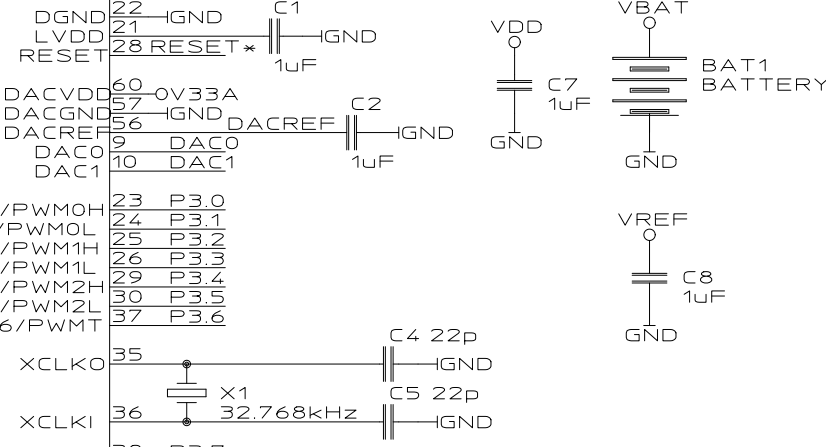 DGND 22 GND
LVDD 21 C1 GND
RESET 28 RESET* 1uF
DACVDD 60 0V33A
DACGND 57 GND
DACREF 56 DACREF C2 GND
1uF
DAC0 9 DAC0
DAC1 10 DAC1
/PWM0H 23 P3.0
/PWM0L 24 P3.1
/PWM1H 25 P3.2
/PWM1L 26 P3.3
/PWM2H 29 P3.4
/PWM2L 30 P3.5
6/PWMT 37 P3.6
XCLKO 35 C4 22p GND
X1
32.768kHz
XCLKI 36 C5 22p GND
P3.7
VDD
C7
1uF
GND
VBAT
BAT1
BATTERY
GND
VREF
C8
1uF
GND